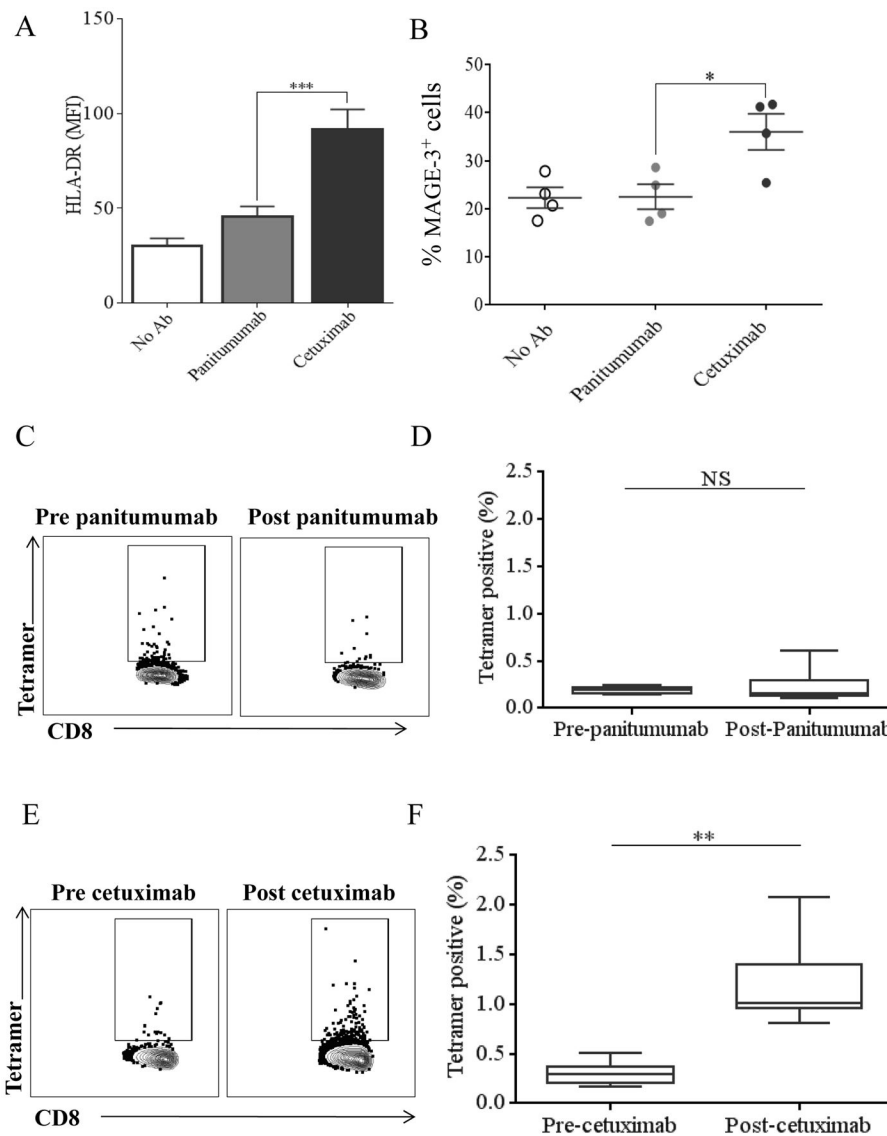 A
HLA-DR (MFI)
150
100
50
0
***
No Ab
Panitumumab
Cetuximab
B
% MAGE-3+ cells
50
40
30
20
10
0
*
No Ab
Panitumumab
Cetuximab
C
Pre panitumumab
Post panitumumab
Tetramer
CD8
D
Tetramer positive (%)
2.5
2.0
1.5
1.0
0.5
0.0
NS
Pre-panitumumab
Post-Panitumumab
E
Pre cetuximab
Post cetuximab
Tetramer
CD8
F
Tetramer positive (%)
2.5
2.0
1.5
1.0
0.5
0.0
**
Pre-cetuximab
Post-cetuximab